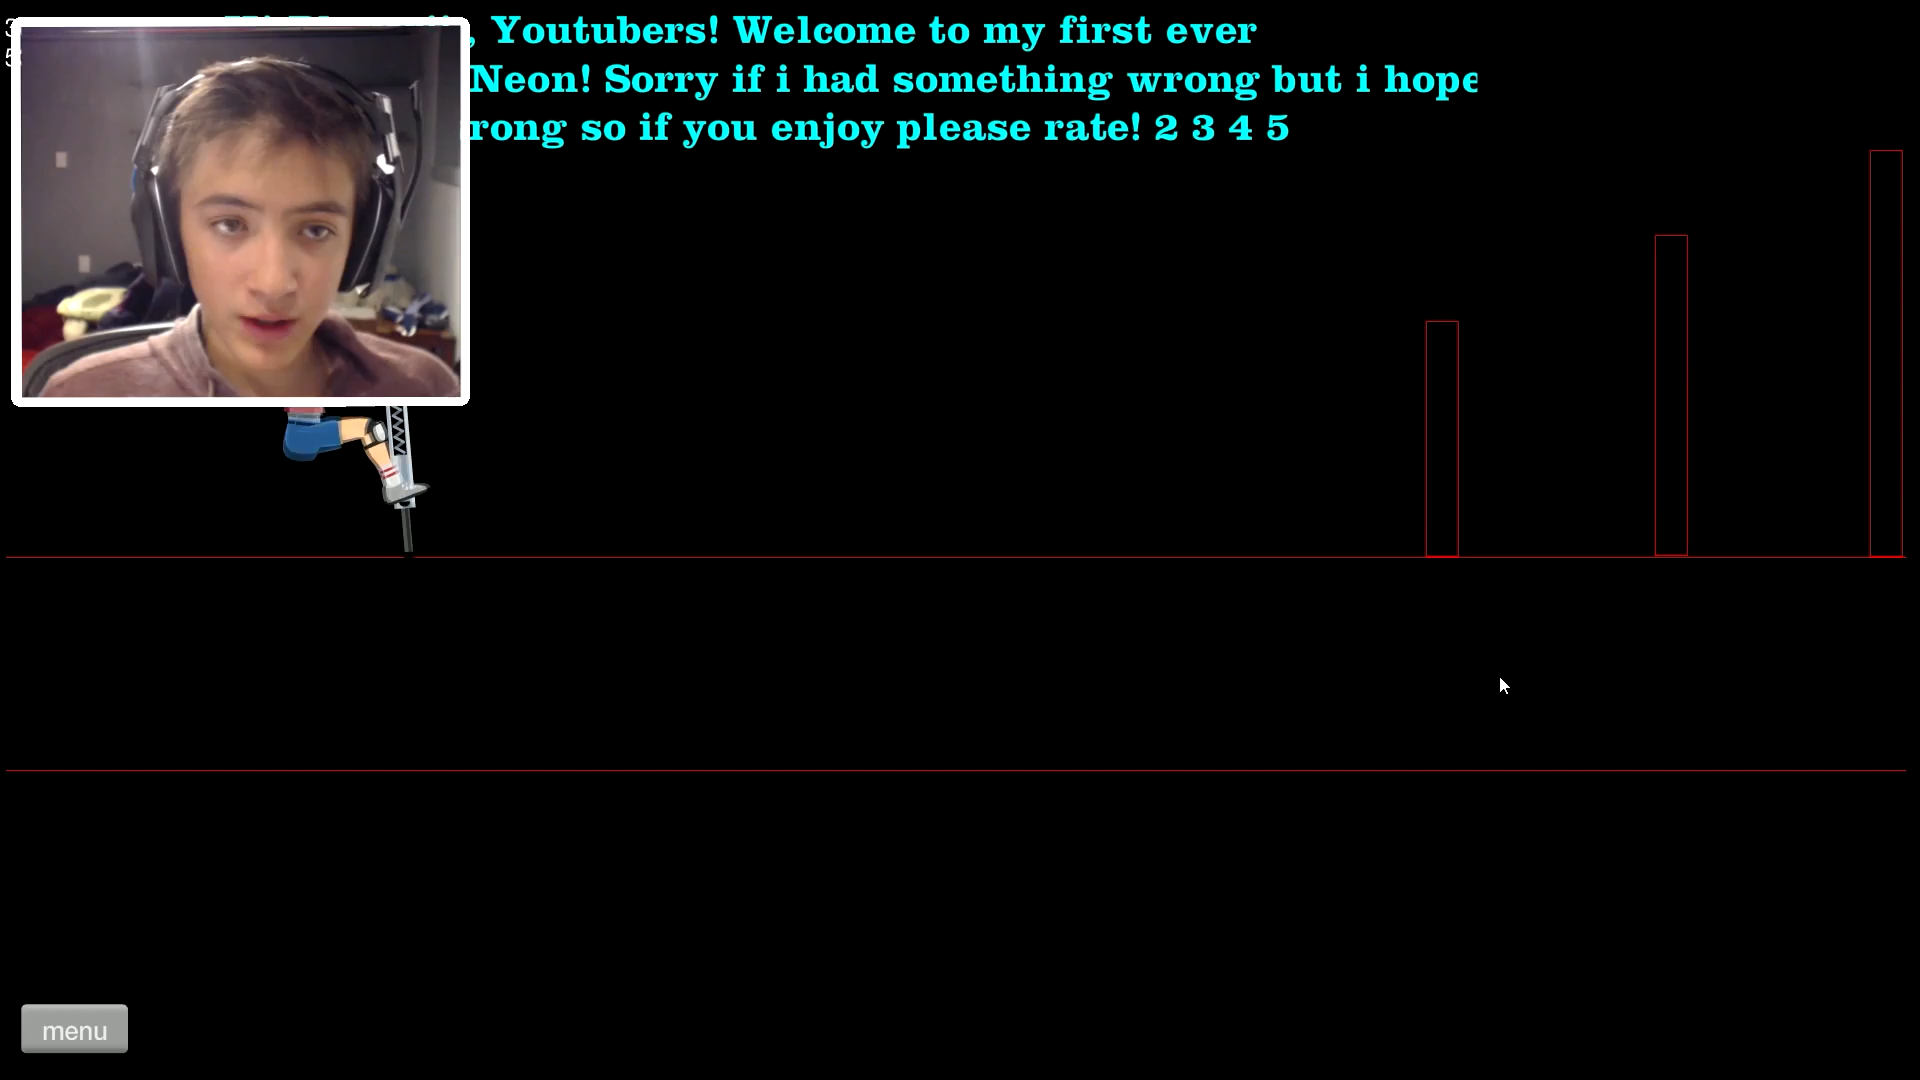 , Youtubers! Welcome to my first ever
Neon! Sorry if i had something wrong but i hope
rong so if you enjoy please rate! 2 3 4 5
menu